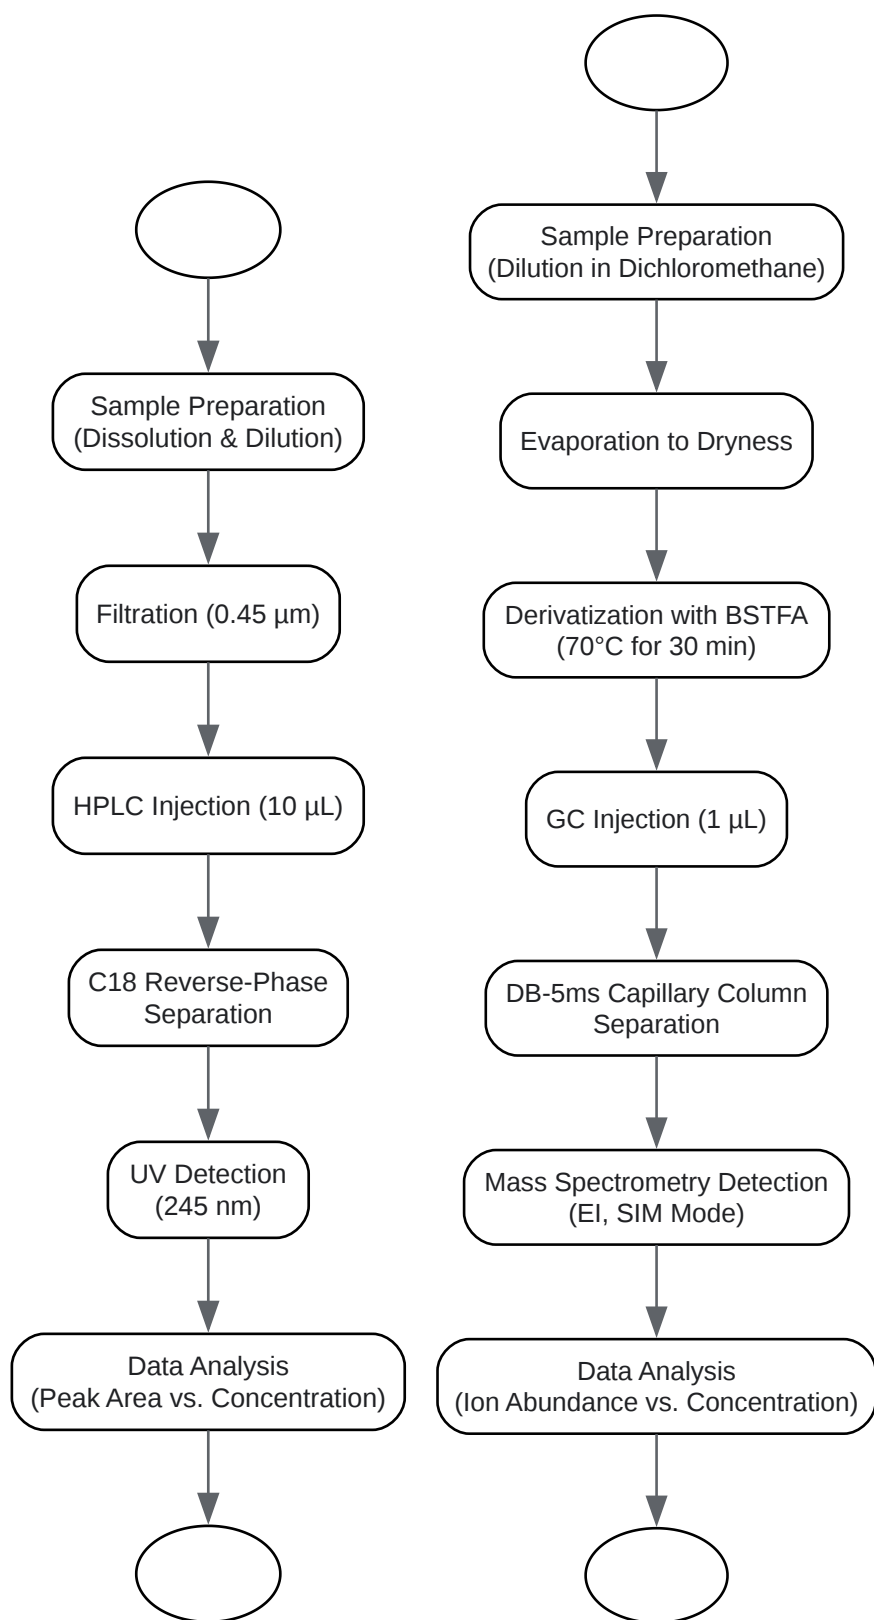 Sample Preparation
(Dissolution & Dilution)
Filtration (0.45 µm)
HPLC Injection (10 µL)
C18 Reverse-Phase
Separation
UV Detection
(245 nm)
Data Analysis
(Peak Area vs. Concentration)
Sample Preparation
(Dilution in Dichloromethane)
Evaporation to Dryness
Derivatization with BSTFA
(70°C for 30 min)
GC Injection (1 µL)
DB-5ms Capillary Column
Separation
Mass Spectrometry Detection
(EI, SIM Mode)
Data Analysis
(Ion Abundance vs. Concentration)